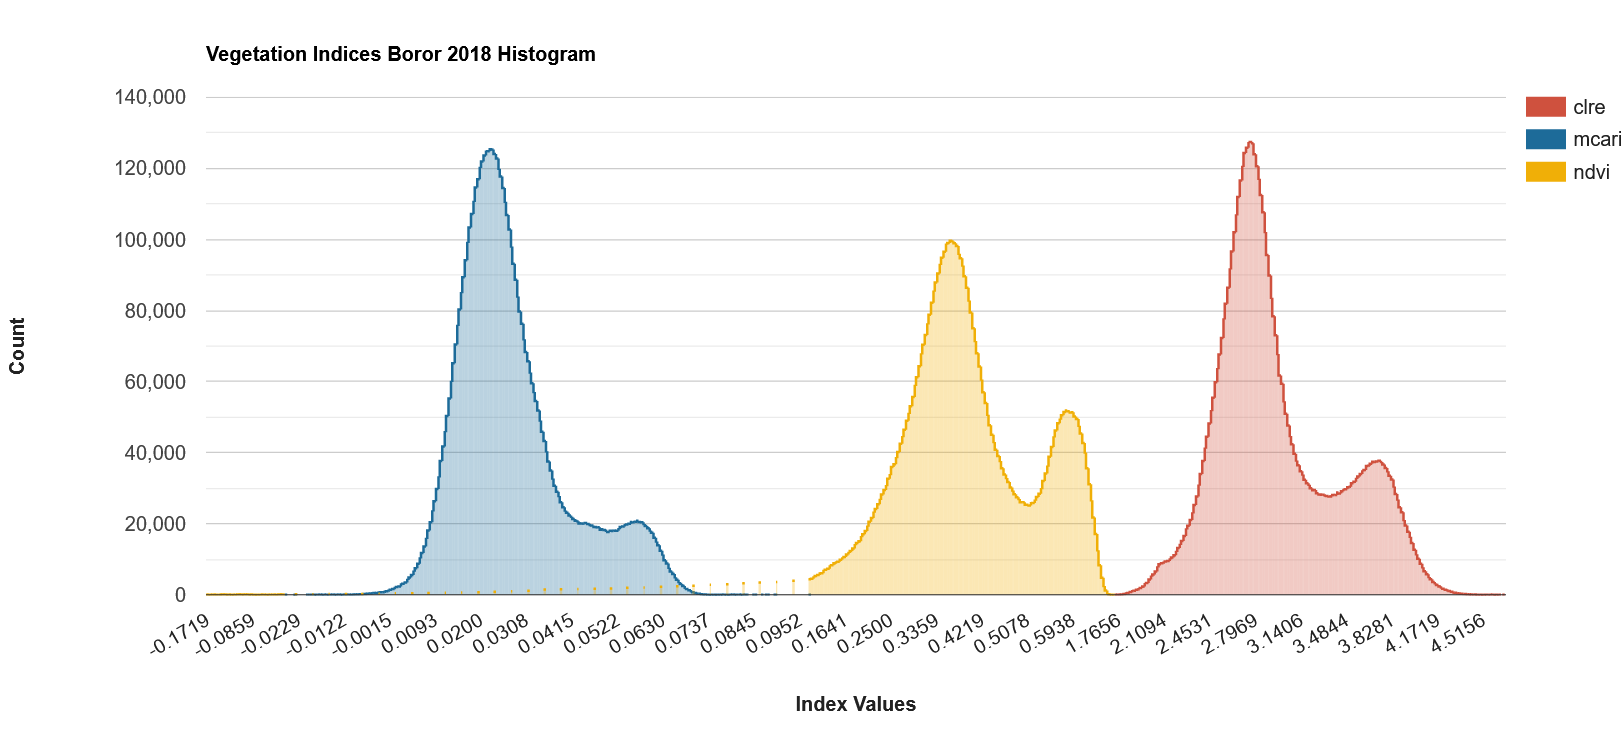 Vegetation Indices Boror 2018 Histogram
140,000
120,000
100,000
80,000
60,000
40,000
20,000
0
Count
-0.1719 -0.0859 -0.0229 -0.0122 -0.0015 0.0093 0.0200 0.0308 0.0415 0.0522 0.0630 0.0737 0.0845 0.0952 0.1641 0.2500 0.3359 0.4219 0.5078 0.5938 1.7656 2.1094 2.4531 2.7969 3.1406 3.4844 3.8281 4.1719 4.5156
Index Values
clre
mcari
ndvi